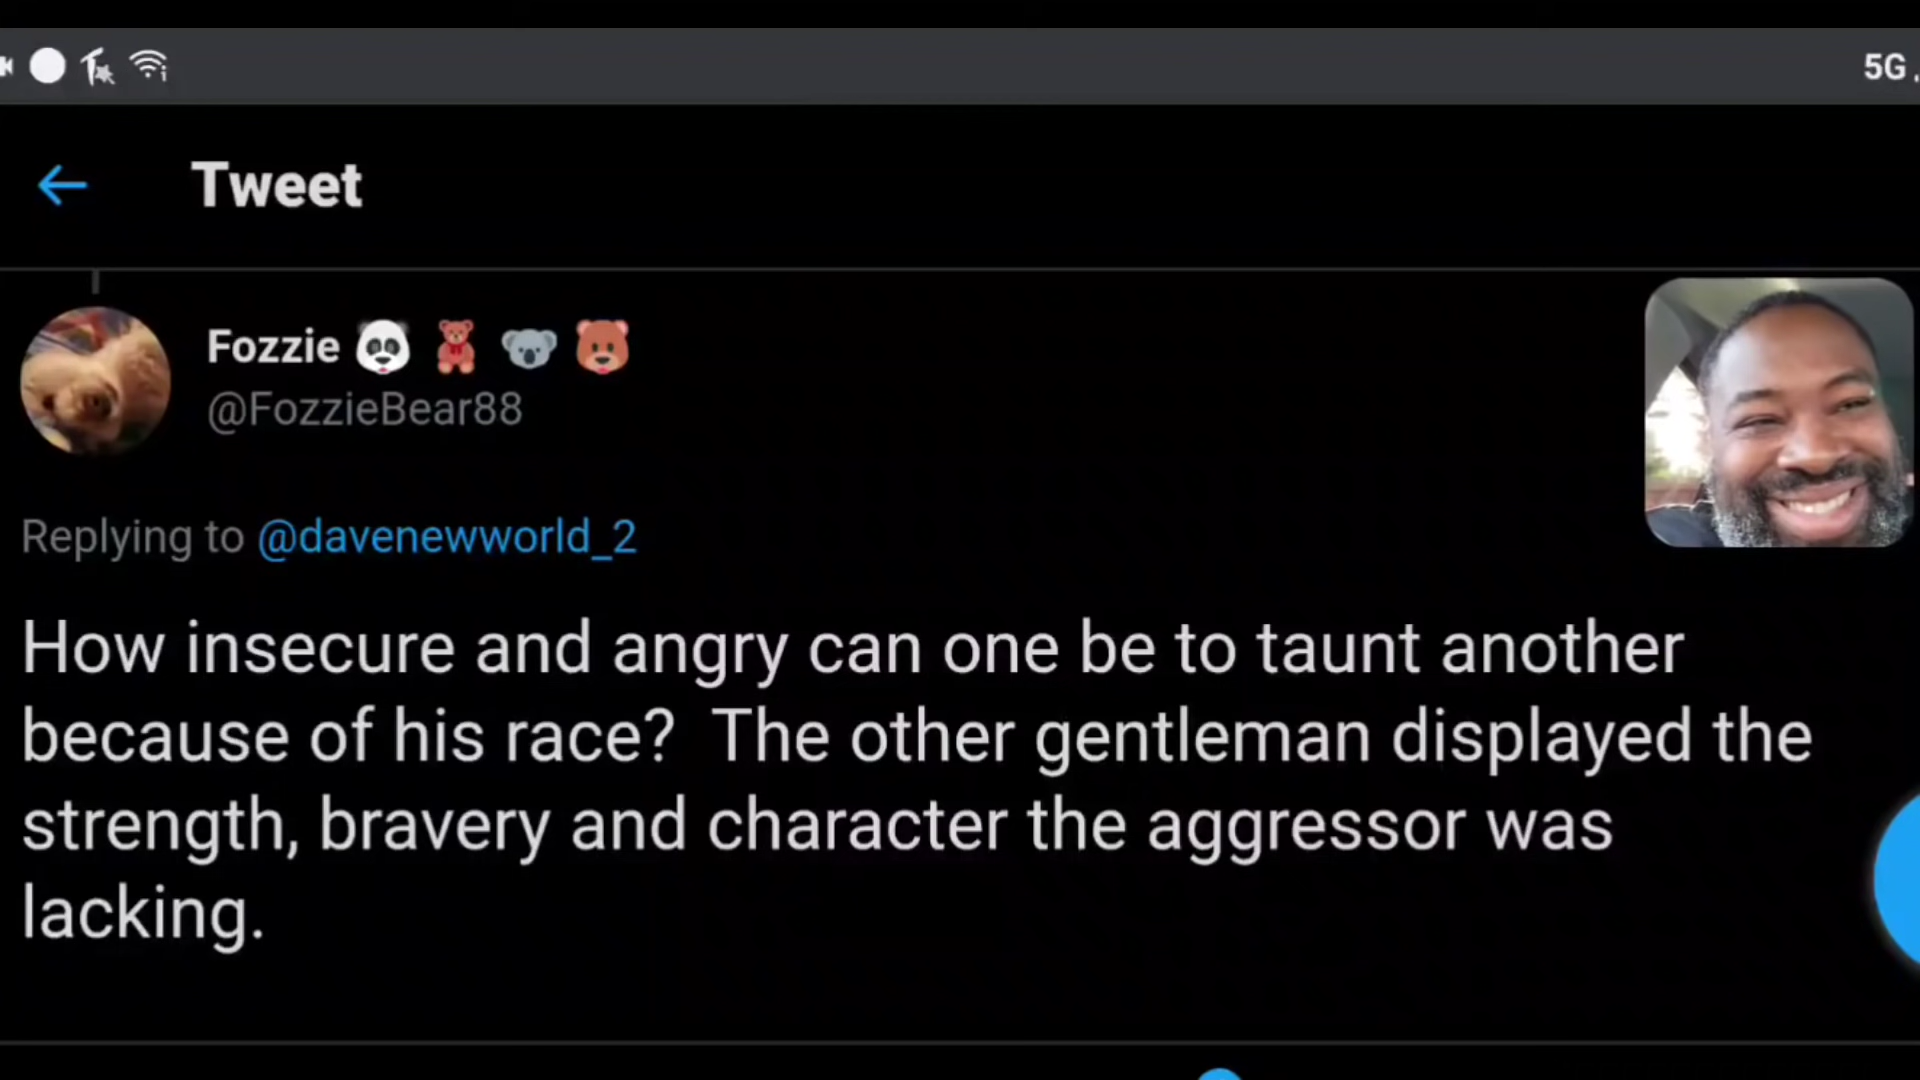 5G
Tweet
Fozzie
@FozzieBear88
Replying to @davenewworld_2
How insecure and angry can one be to taunt another
because of his race? The other gentleman displayed the
strength, bravery and character the aggressor was
lacking.